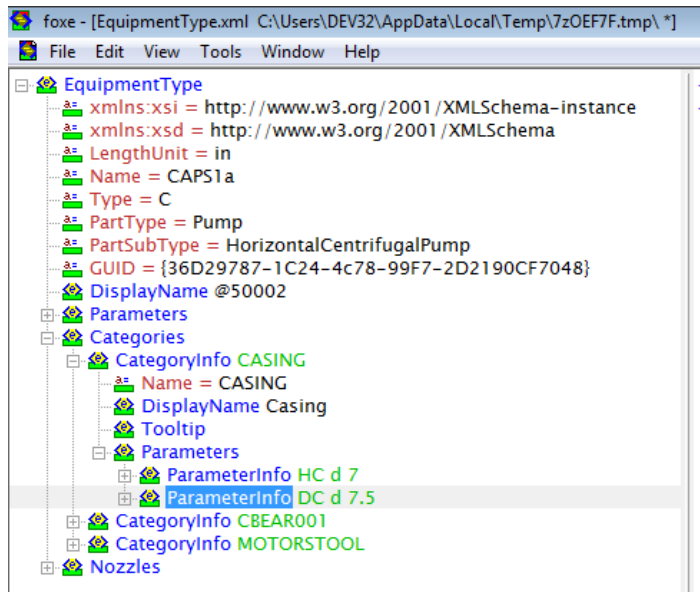 foxe - [EquipmentType.xml C:\Users\DEV32\AppData\Local\Temp\7zOEF7F.tmp\ *]
File Edit View Tools Window Help
EquipmentType
xmlns:xsi = http://www.w3.org/2001/XMLSchema-instance
xmlns:xsd = http://www.w3.org/2001/XMLSchema
LengthUnit = in
Name = CAPS1a
Type = C
PartType = Pump
PartSubType = HorizontalCentrifugalPump
GUID = {36D29787-1C24-4c78-99F7-2D2190CF7048}
DisplayName @50002
Parameters
Categories
CategoryInfo CASING
Name = CASING
DisplayName Casing
Tooltip
Parameters
ParameterInfo HC d 7
ParameterInfo DC d 7.5
CategoryInfo CBEAR001
CategoryInfo MOTORSTOOL
Nozzles